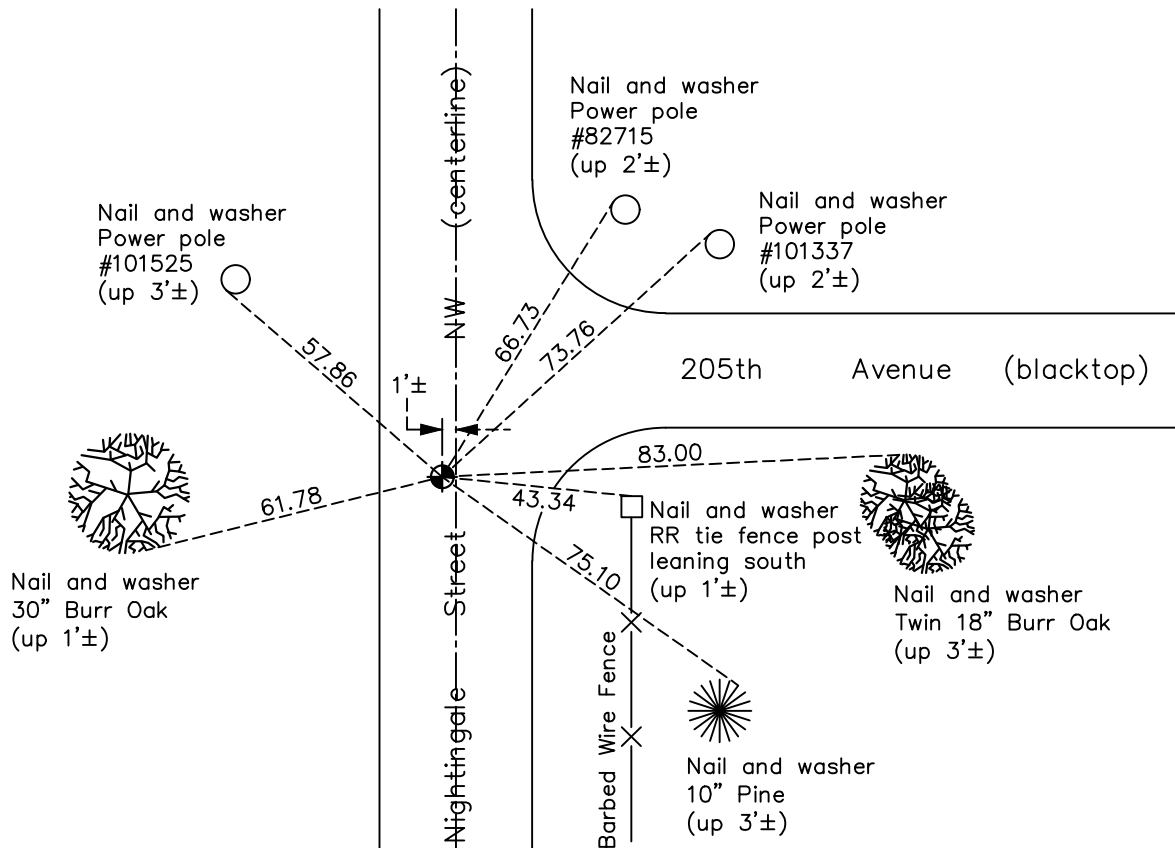 Nail and washer
Power pole
#82715
(up 2'±)
Nail and washer
Power pole
#101337
(up 2'±)
Nail and washer
Power pole
#101525
(up 3'±)
Nightingale Street NW (centerline)
66.73
73.76
57.86
1'±
205th Avenue (blacktop)
83.00
61.78
43.34
75.10
Nail and washer
RR tie fence post
leaning south
(up 1'±)
Nail and washer
30" Burr Oak
(up 1'±)
Nail and washer
Twin 18" Burr Oak
(up 3'±)
Barbed Wire Fence
Nail and washer
10" Pine
(up 3'±)